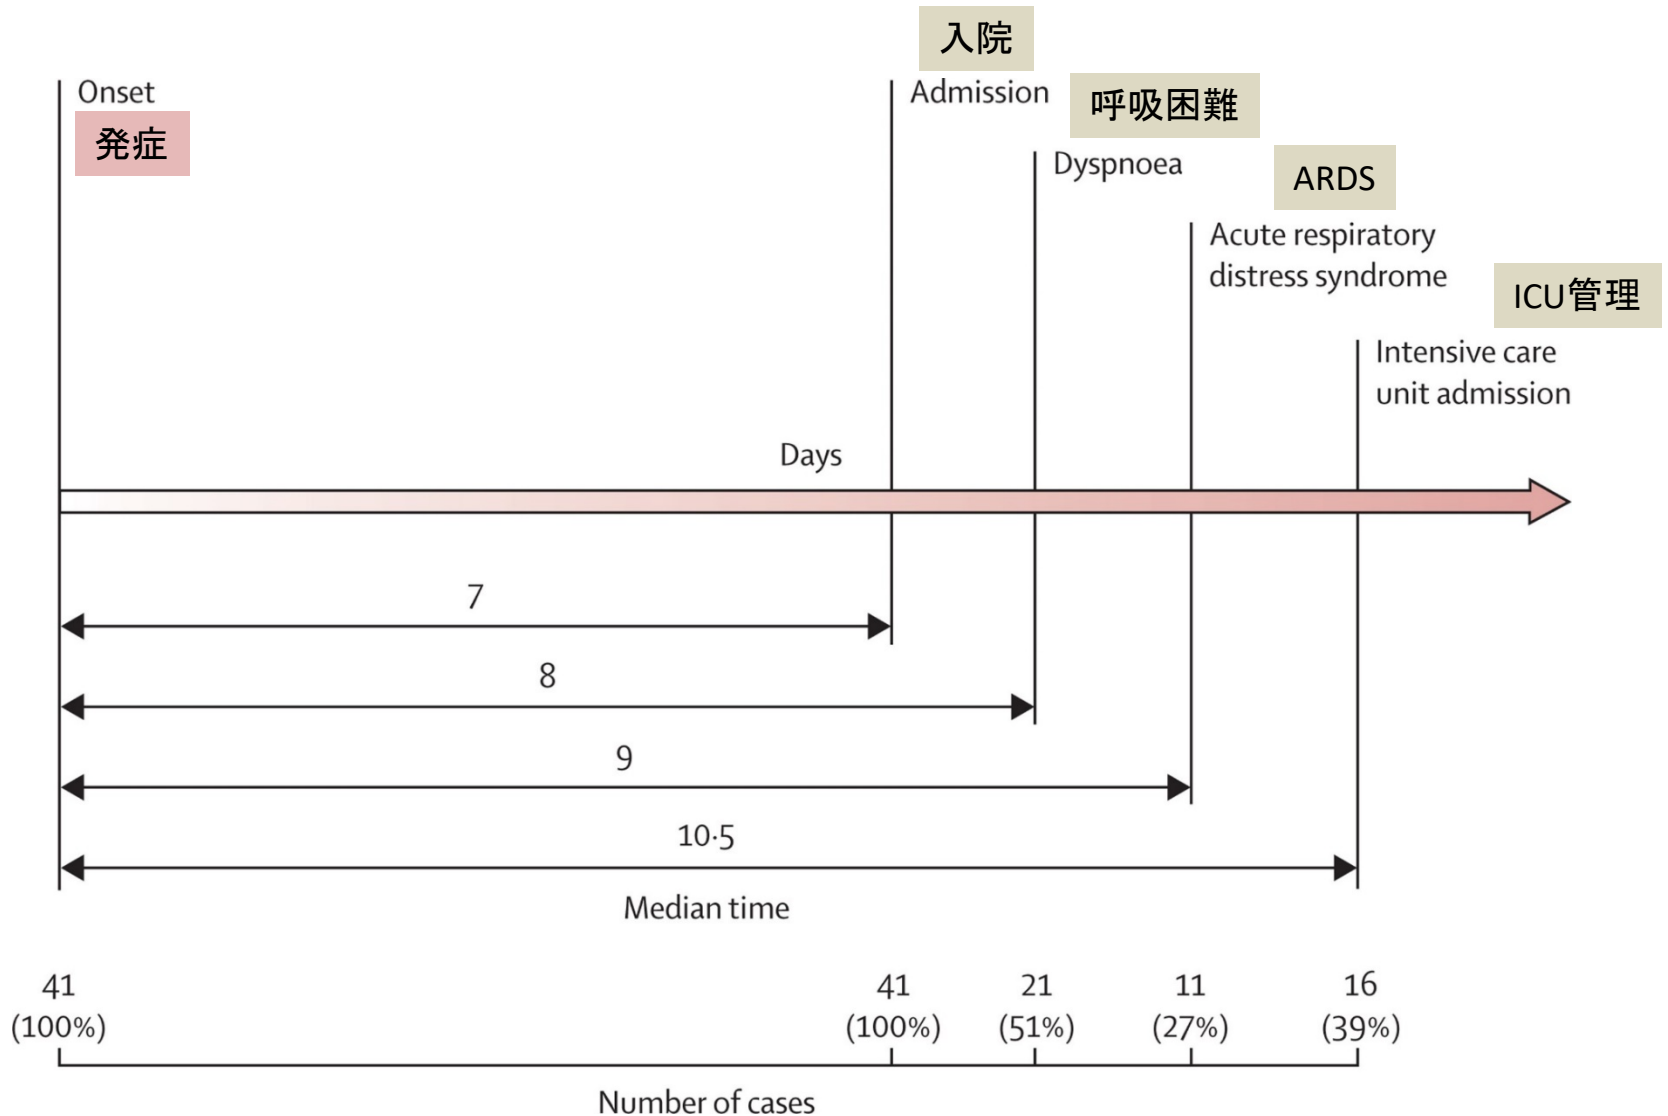 入院
Onset
Admission
発症
呼吸困難
Dyspnoea
ARDS
Acute respiratory
distress syndrome
ICU管理
Intensive care
unit admission
Days
7
8
9
10·5
Median time
41 41 21 11 16
(100%) (100%) (51%) (27%) (39%)
Number of cases